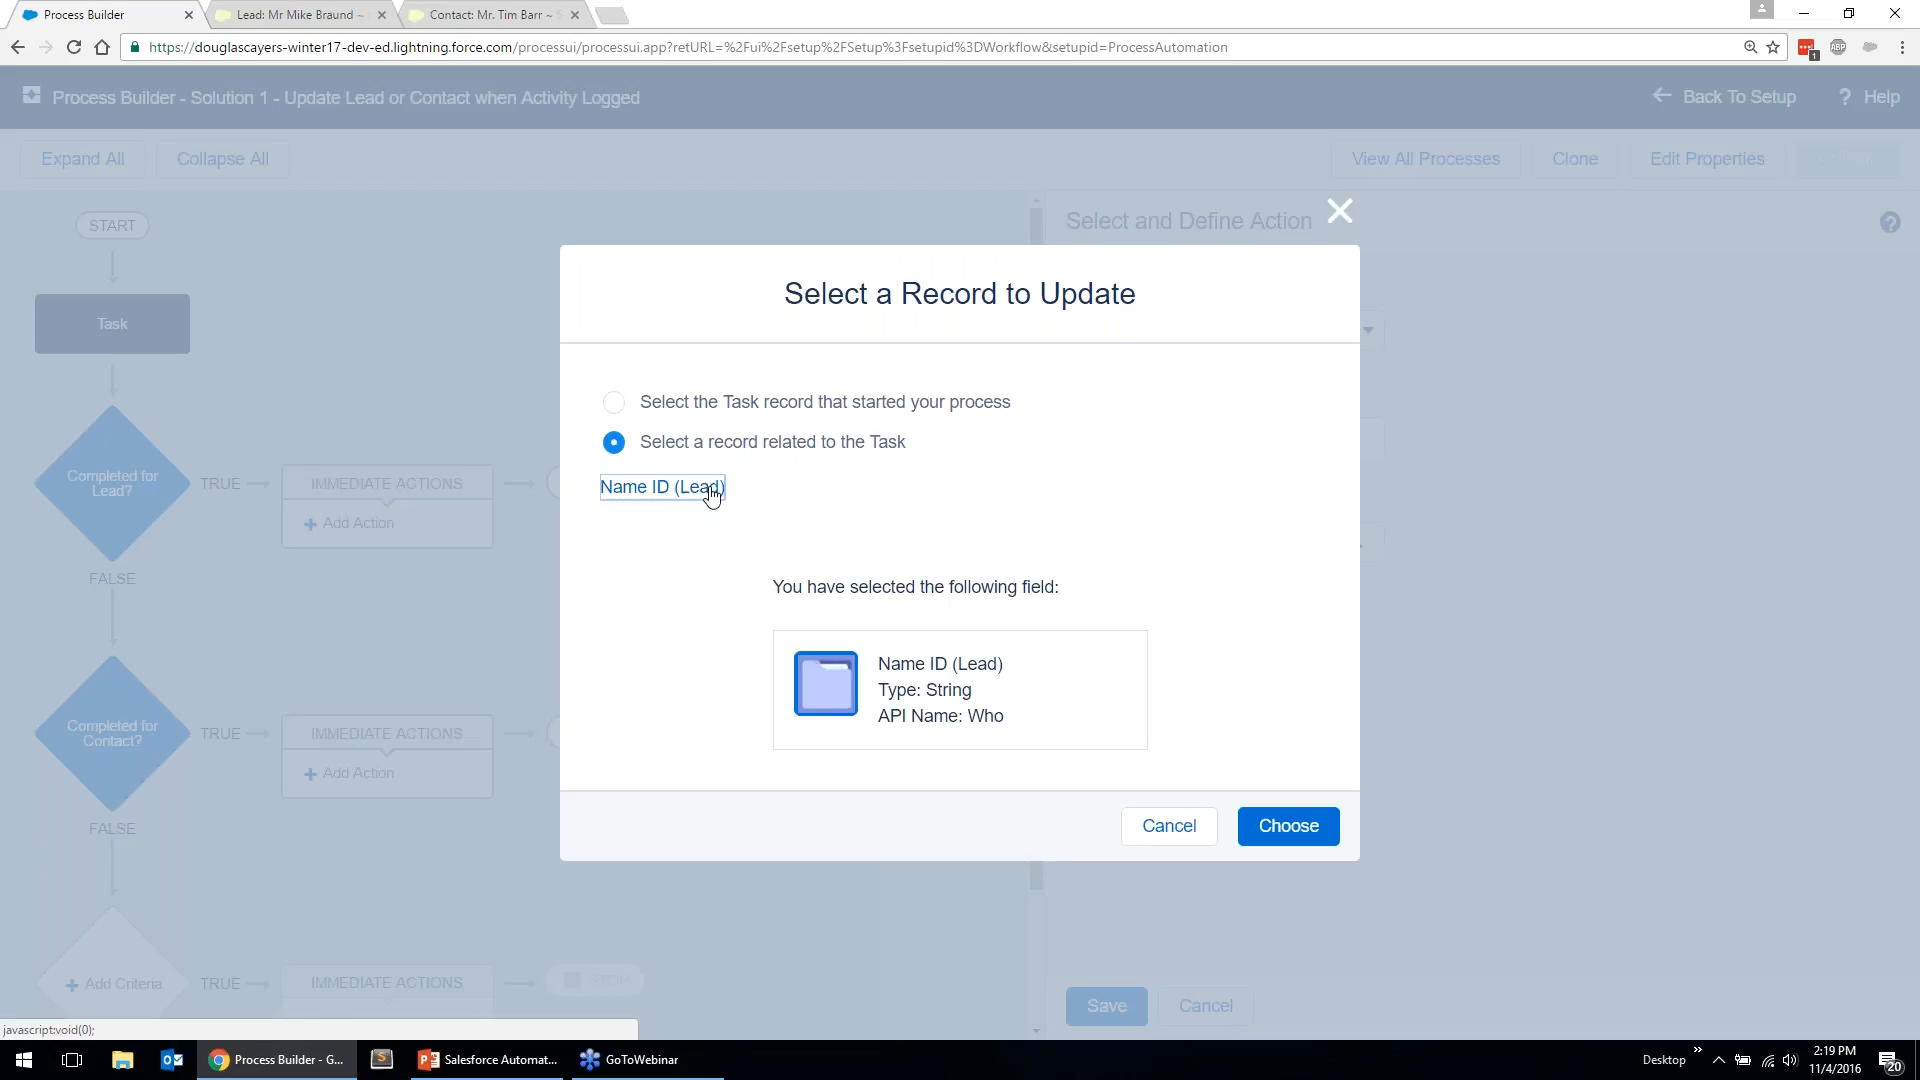 Process Builder
Lead: Mr Mike Braund ~
Contact: Mr. Tim Barr ~
https://douglascayers-winter17-dev-ed.lightning.force.com/processui/processui.app?retURL=%2Fui%2Fsetup%2FSetup%3Fsetupid%3DWorkflow&setupid=ProcessAutomation
1
ABP
Process Builder - Solution 1 - Update Lead or Contact when Activity Logged
Back To Setup
? Help
Expand All
Collapse All
View All Processes
Clone
Edit Properties
START
Select and Define Action
?
Task
Select a Record to Update
Select the Task record that started your process
Select a record related to the Task
Name ID (Lead)
Completed for
Lead?
TRUE
IMMEDIATE ACTIONS
+ Add Action
FALSE
You have selected the following field:
Name ID (Lead)
Type: String
API Name: Who
Completed for
Contact?
TRUE
IMMEDIATE ACTIONS
+ Add Action
FALSE
Cancel
Choose
+ Add Criteria
TRUE
IMMEDIATE ACTIONS
STOP
Save
Cancel
javascript:void(0);
Process Builder - G...
Salesforce Automat...
GoToWebinar
Desktop
2:19 PM
11/4/2016
20